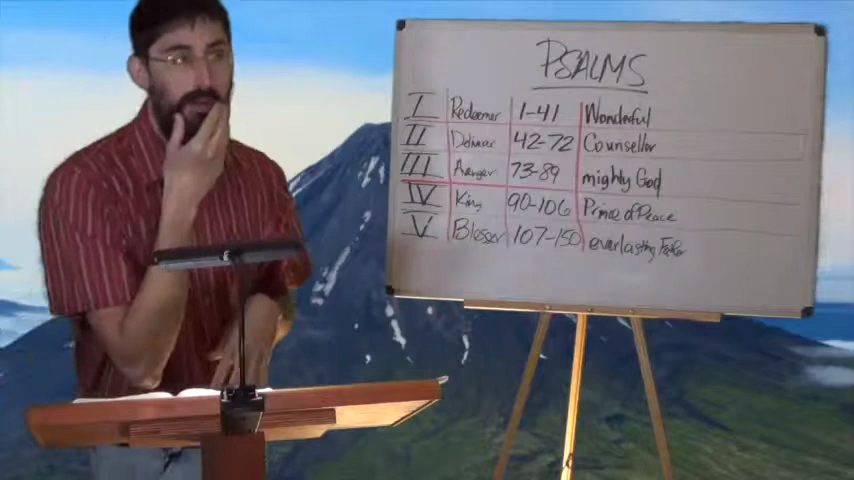 PSALMS
I Redeemer 1-41 Wonderful
II Deliverer 42-72 Counsellor
III Avenger 73-89 mighty God
IV King 90-106 Prince of Peace
V Blesser 107-150 everlasting Father